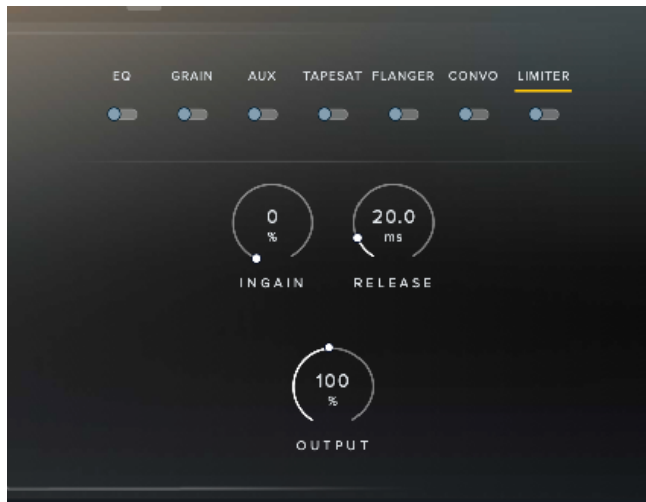 EQ GRAIN AUX TAPESAT FLANGER CONVO LIMITER
0 20.0
% ms
INGAIN RELEASE
100
%
OUTPUT